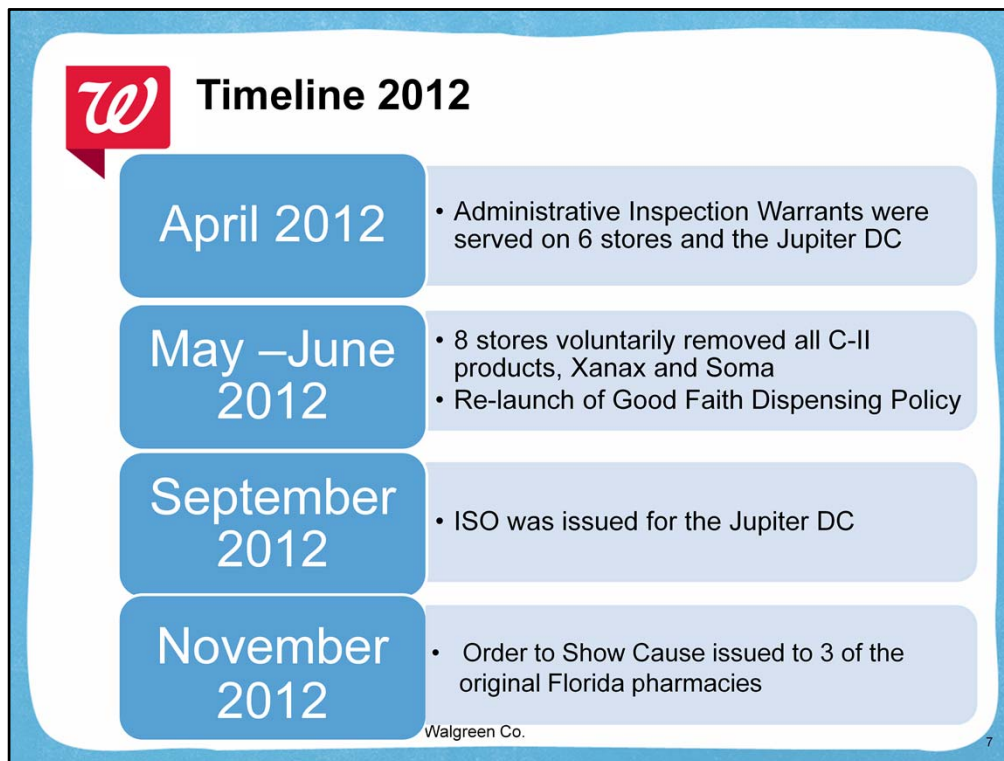 W
Timeline 2012
April 2012
• Administrative Inspection Warrants were
served on 6 stores and the Jupiter DC
May –June
2012
• 8 stores voluntarily removed all C-II
products, Xanax and Soma
• Re-launch of Good Faith Dispensing Policy
September
2012
• ISO was issued for the Jupiter DC
November
2012
• Order to Show Cause issued to 3 of the
original Florida pharmacies
Walgreen Co.
7